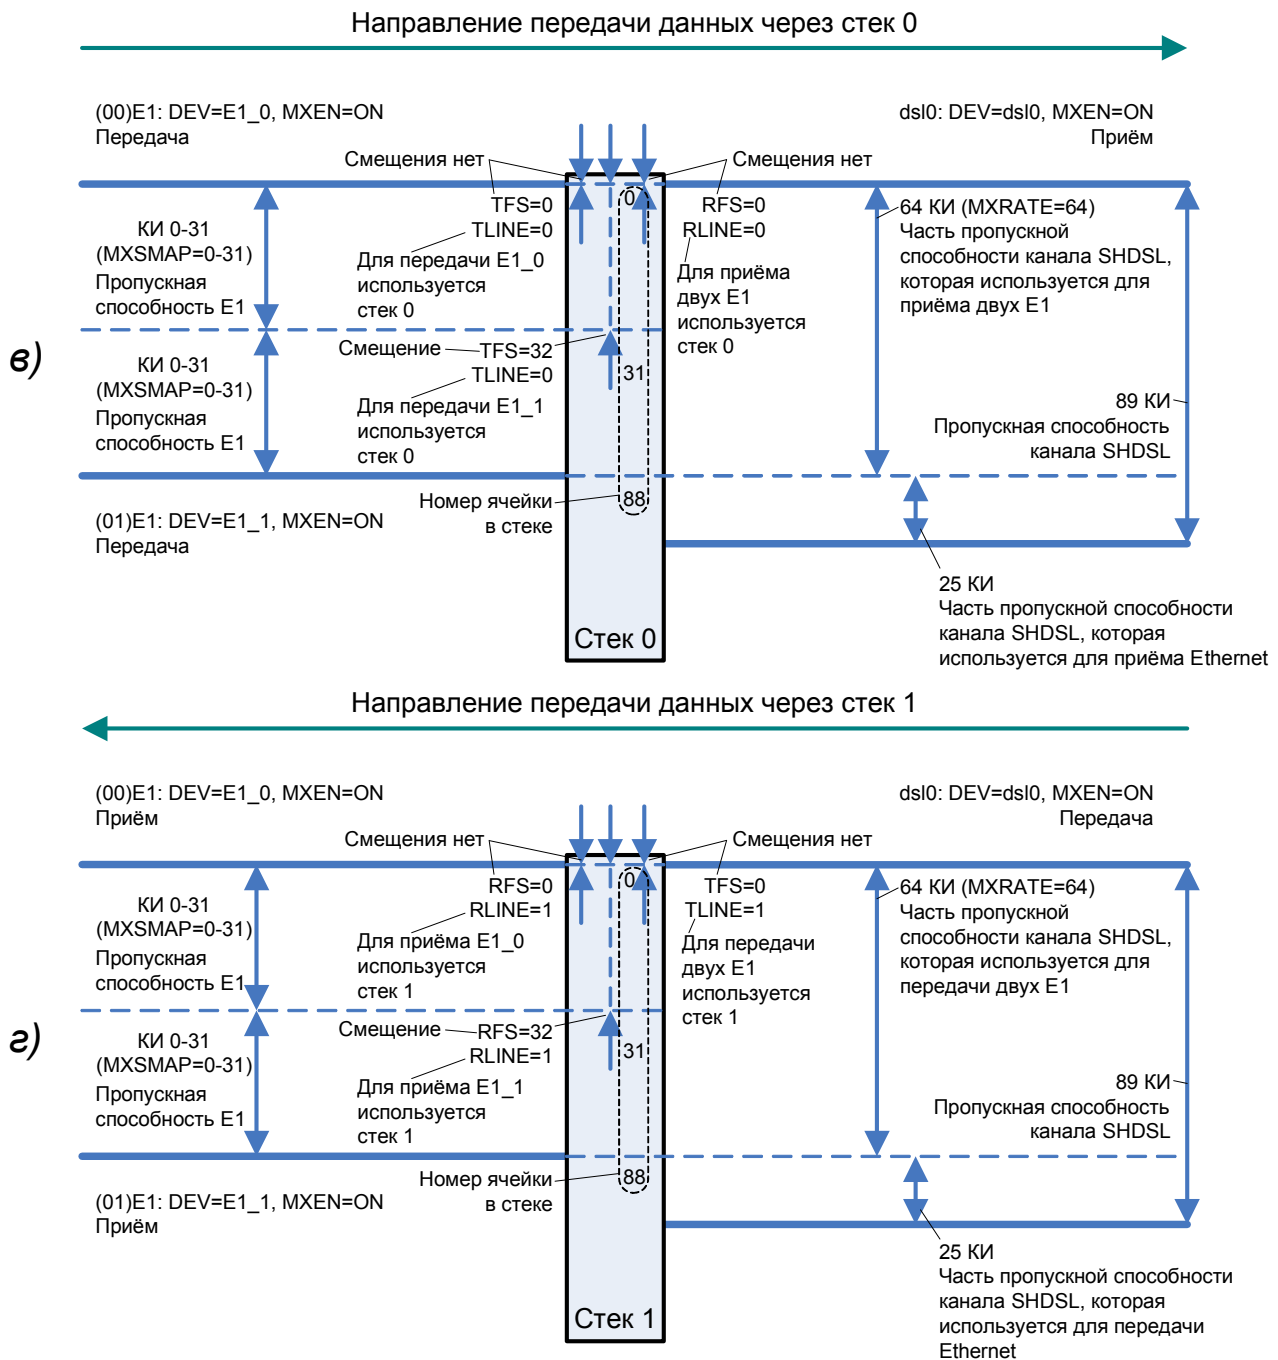 Направление передачи данных через стек 0
(00)E1: DEV=E1_0, MXEN=ON
Передача
dsl0: DEV=dsl0, MXEN=ON
Приём
Смещения нет
Смещения нет
0
TFS=0
TLINE=0
RFS=0
RLINE=0
КИ 0-31
(MXSMAP=0-31)
Пропускная
способность E1
Для передачи E1_0
используется
стек 0
Для приёма
двух E1
используется
стек 0
64 КИ (MXRATE=64)
Часть пропускной
способности канала SHDSL,
которая используется для
приёма двух E1
в)
КИ 0-31
(MXSMAP=0-31)
Пропускная
способность E1
Смещение
TFS=32
TLINE=0
31
Для передачи E1_1
используется
стек 0
89 КИ
Пропускная способность
канала SHDSL
Номер ячейки
в стеке
88
(01)E1: DEV=E1_1, MXEN=ON
Передача
25 КИ
Часть пропускной способности
канала SHDSL, которая
используется для приёма Ethernet
Стек 0
Направление передачи данных через стек 1
(00)E1: DEV=E1_0, MXEN=ON
Приём
dsl0: DEV=dsl0, MXEN=ON
Передача
Смещения нет
Смещения нет
0
RFS=0
RLINE=1
TFS=0
TLINE=1
КИ 0-31
(MXSMAP=0-31)
Пропускная
способность E1
Для приёма E1_0
используется
стек 1
Для передачи
двух E1
используется
стек 1
64 КИ (MXRATE=64)
Часть пропускной
способности канала SHDSL,
которая используется для
передачи двух E1
г)
КИ 0-31
(MXSMAP=0-31)
Пропускная
способность E1
Смещение
RFS=32
RLINE=1
31
Для приёма E1_1
используется
стек 1
89 КИ
Пропускная способность
канала SHDSL
Номер ячейки
в стеке
88
(01)E1: DEV=E1_1, MXEN=ON
Приём
25 КИ
Часть пропускной способности
канала SHDSL, которая
используется для передачи
Ethernet
Стек 1